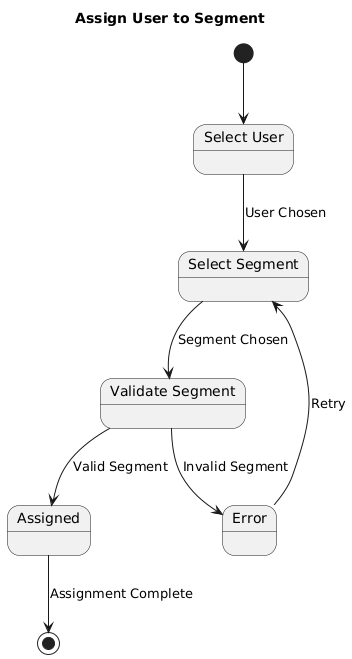 Assign User to Segment
Select User
User Chosen
Select Segment
Segment Chosen
Validate Segment
Retry
Valid Segment
Invalid Segment
Assigned
Error
Assignment Complete